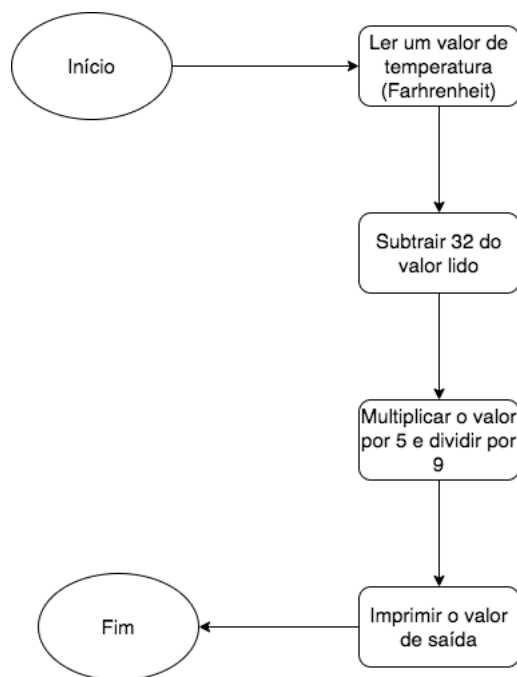 Início
Ler um valor de
temperatura
(Farhrenheit)
Subtrair 32 do
valor lido
Multiplicar o valor
por 5 e dividir por
9
Imprimir o valor
de saída
Fim